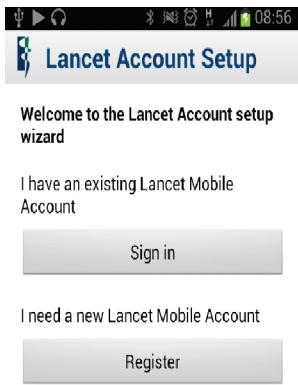 H 08:56
Lancet Account Setup
Welcome to the Lancet Account setup
wizard
I have an existing Lancet Mobile
Account
Sign in
I need a new Lancet Mobile Account
Register